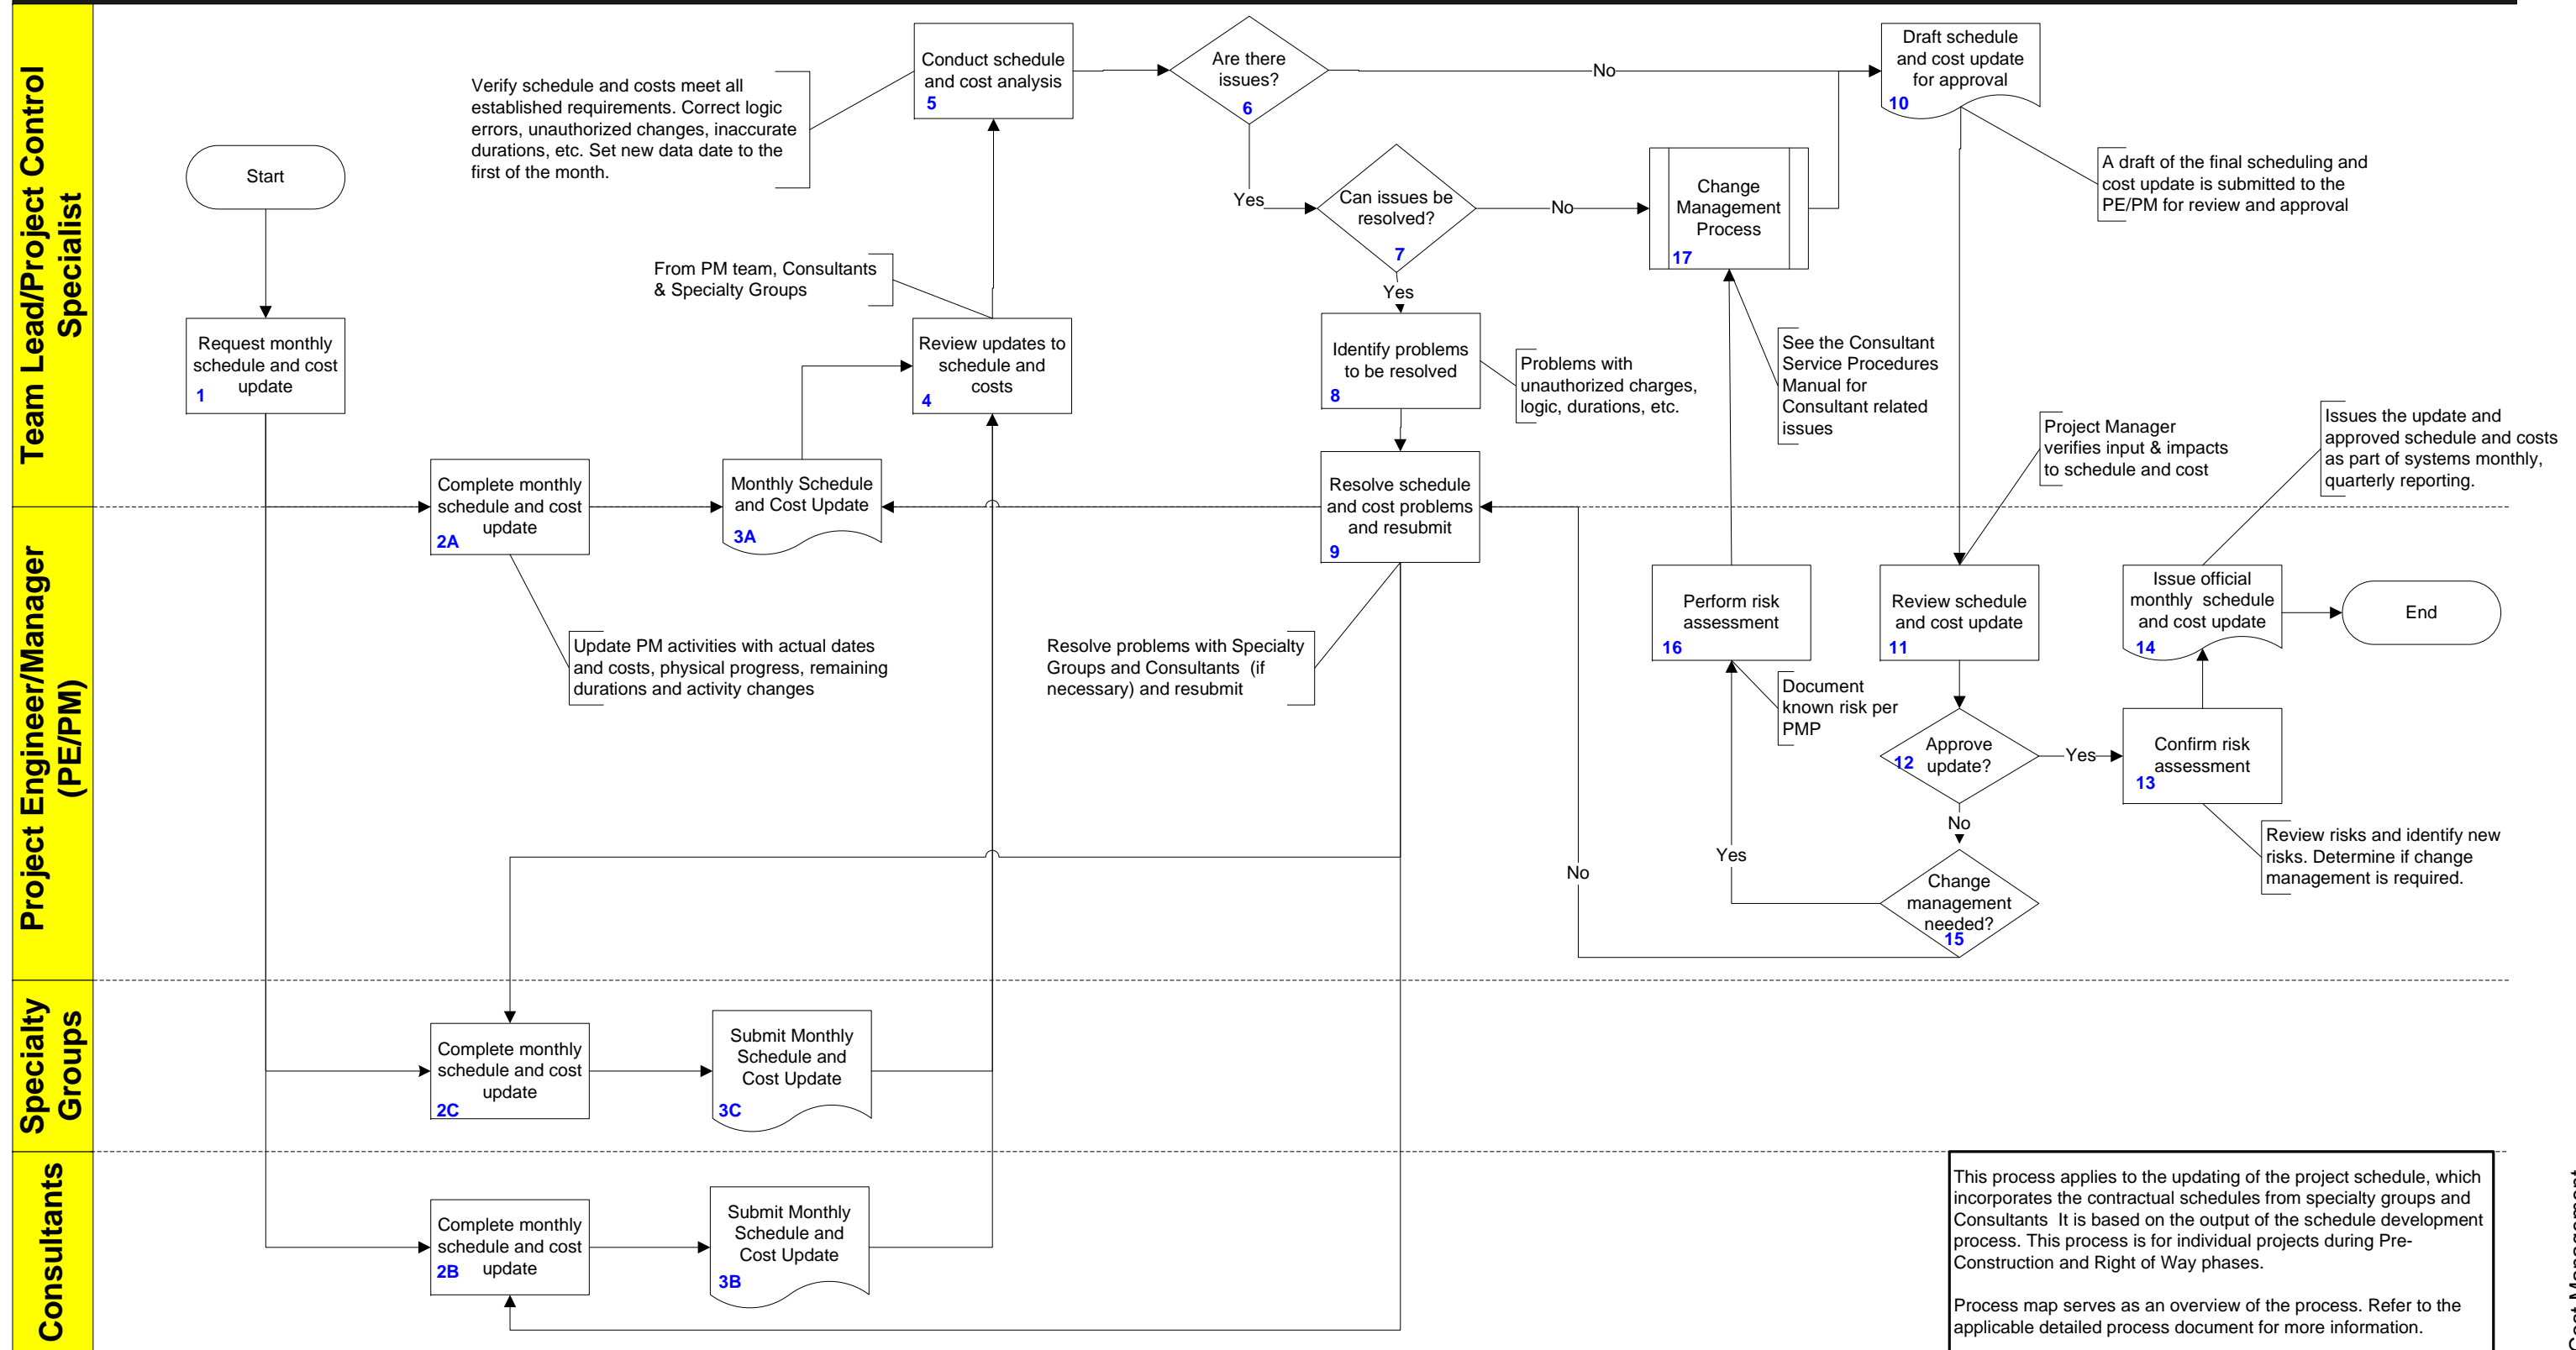 Team Lead/Project Control
Specialist
Project Engineer/Manager
(PE/PM)
Specialty
Groups
Consultants
Start
Request monthly
schedule and cost
update
1
Verify schedule and costs meet all
established requirements. Correct logic
errors, unauthorized changes, inaccurate
durations, etc. Set new data date to the
first of the month.
Conduct schedule
and cost analysis
5
From PM team, Consultants
& Specialty Groups
Review updates to
schedule and
costs
4
Complete monthly
schedule and cost
update
2A
Monthly Schedule
and Cost Update
3A
Update PM activities with actual dates
and costs, physical progress, remaining
durations and activity changes
Are there
issues?
6
No
Yes
Can issues be
resolved?
7
No
Yes
Change
Management
Process
17
Identify problems
to be resolved
8
Problems with
unauthorized charges,
logic, durations, etc.
See the Consultant
Service Procedures
Manual for
Consultant related
issues
Resolve schedule
and cost problems
and resubmit
9
Resolve problems with Specialty
Groups and Consultants (if
necessary) and resubmit
Draft schedule
and cost update
for approval
10
A draft of the final scheduling and
cost update is submitted to the
PE/PM for review and approval
Project Manager
verifies input & impacts
to schedule and cost
Issues the update and
approved schedule and costs
as part of systems monthly,
quarterly reporting.
Perform risk
assessment
16
Document
known risk per
PMP
Review schedule
and cost update
11
Issue official
monthly schedule
and cost update
14
End
Approve
update?
12
Yes
Confirm risk
assessment
13
No
Review risks and identify new
risks. Determine if change
management is required.
Change
management
needed?
15
Yes
No
Complete monthly
schedule and cost
update
2C
Submit Monthly
Schedule and
Cost Update
3C
Complete monthly
schedule and cost
update
2B
Submit Monthly
Schedule and
Cost Update
3B
This process applies to the updating of the project schedule, which
incorporates the contractual schedules from specialty groups and
Consultants It is based on the output of the schedule development
process. This process is for individual projects during Pre-
Construction and Right of Way phases.
Process map serves as an overview of the process. Refer to the
applicable detailed process document for more information.
Cost Management